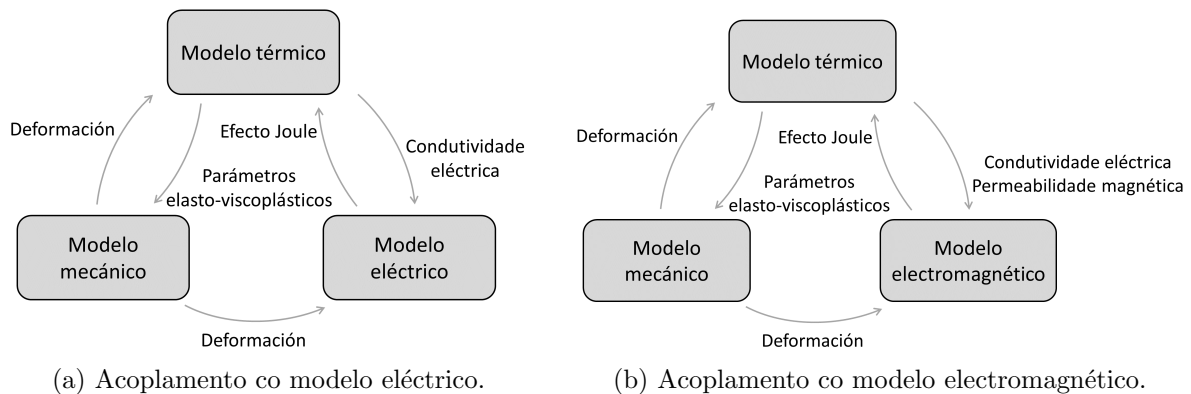 Modelo térmico
Deformación
Efecto Joule
Condutividade
eléctrica
Parámetros
elasto-viscoplásticos
Modelo
mecánico
Modelo
eléctrico
Deformación
(a) Acoplamento co modelo eléctrico.
Modelo térmico
Deformación
Efecto Joule
Condutividade eléctrica
Permeabilidade magnética
Parámetros
elasto-viscoplásticos
Modelo
mecánico
Modelo
electromagnético
Deformación
(b) Acoplamento co modelo electromagnético.